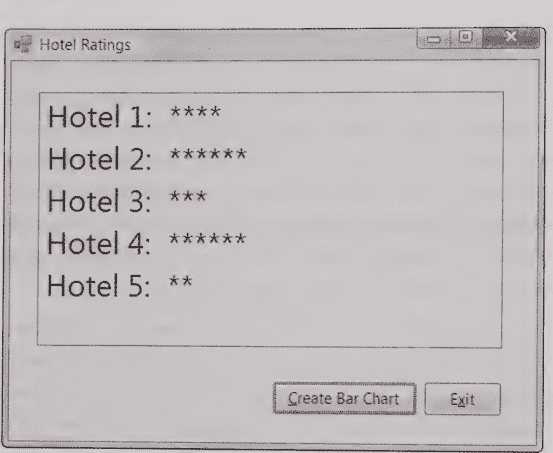 Hotel Ratings
Hotel 1: ****
Hotel 2: ******
Hotel 3: ***
Hotel 4: ******
Hotel 5: **
Create Bar Chart
Exit